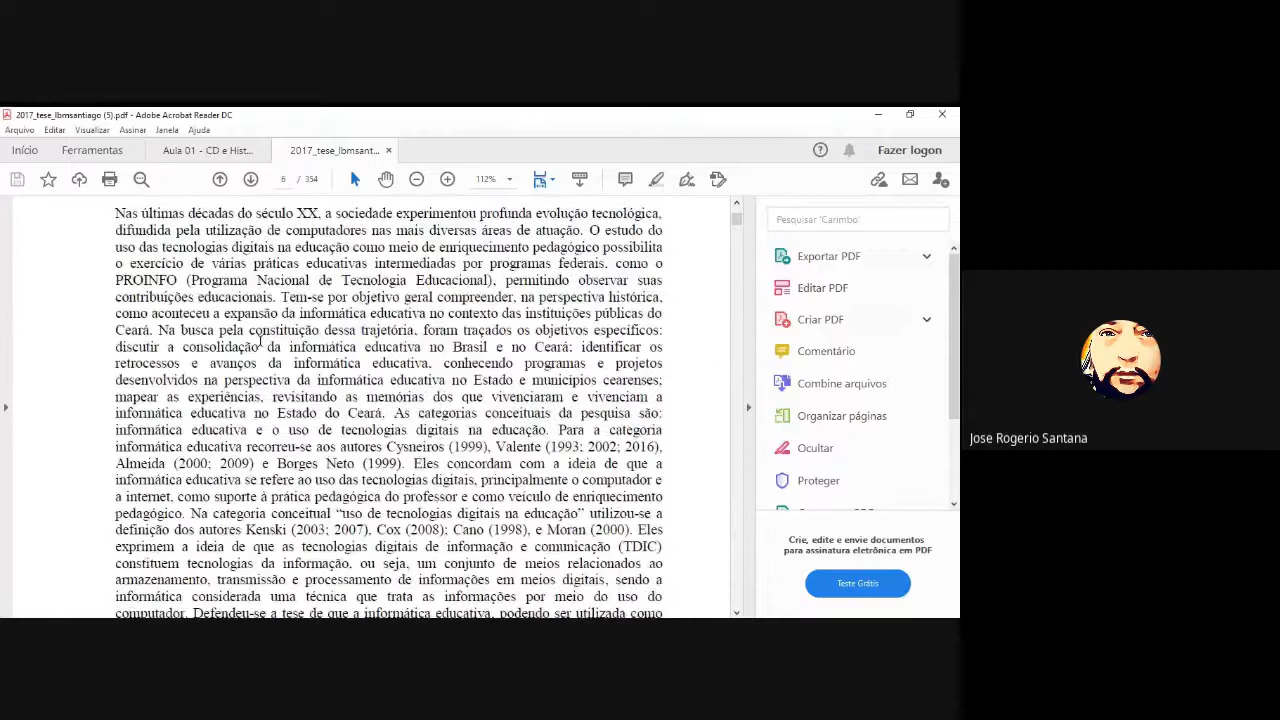 2017_tese_lbmsantiago (5).pdf - Adobe Acrobat Reader DC
Arquivo Editar Visualizar Assinar Janela Ajuda
Início Ferramentas Aula 01 - CD e Hist... 2017_tese_lbmsant... × Fazer logon
6 / 354 112%
Nas últimas décadas do século XX, a sociedade experimentou profunda evolução tecnológica,
difundida pela utilização de computadores nas mais diversas áreas de atuação. O estudo do
uso das tecnologias digitais na educação como meio de enriquecimento pedagógico possibilita
o exercício de várias práticas educativas intermediadas por programas federais, como o
PROINFO (Programa Nacional de Tecnologia Educacional), permitindo observar suas
contribuições educacionais. Tem-se por objetivo geral compreender, na perspectiva histórica,
como aconteceu a expansão da informática educativa no contexto das instituições públicas do
Ceará. Na busca pela constituição dessa trajetória, foram traçados os objetivos específicos:
discutir a consolidação da informática educativa no Brasil e no Ceará; identificar os
retrocessos e avanços da informática educativa, conhecendo programas e projetos
desenvolvidos na perspectiva da informática educativa no Estado e municípios cearenses;
mapear as experiências, revisitando as memórias dos que vivenciaram e vivenciam a
informática educativa no Estado do Ceará. As categorias conceituais da pesquisa são:
informática educativa e o uso de tecnologias digitais na educação. Para a categoria
informática educativa recorreu-se aos autores Cysneiros (1999), Valente (1993; 2002; 2016),
Almeida (2000; 2009) e Borges Neto (1999). Eles concordam com a ideia de que a
informática educativa se refere ao uso das tecnologias digitais, principalmente o computador e
a internet, como suporte à prática pedagógica do professor e como veículo de enriquecimento
pedagógico. Na categoria conceitual “uso de tecnologias digitais na educação” utilizou-se a
definição dos autores Kenski (2003; 2007). Cox (2008); Cano (1998), e Moran (2000). Eles
exprimem a ideia de que as tecnologias digitais de informação e comunicação (TDIC)
constituem tecnologias da informação, ou seja, um conjunto de meios relacionados ao
armazenamento, transmissão e processamento de informações em meios digitais, sendo a
informática considerada uma técnica que trata as informações por meio do uso do
computador. Defendeu-se a tese de que a informática educativa, podendo ser utilizada como
Pesquisar 'Carimbo'
Exportar PDF
Editar PDF
Criar PDF
Comentário
Combine arquivos
Organizar páginas
Ocultar
Proteger
Crie, edite e envie documentos
para assinatura eletrônica em PDF
Teste Grátis
Jose Rogerio Santana